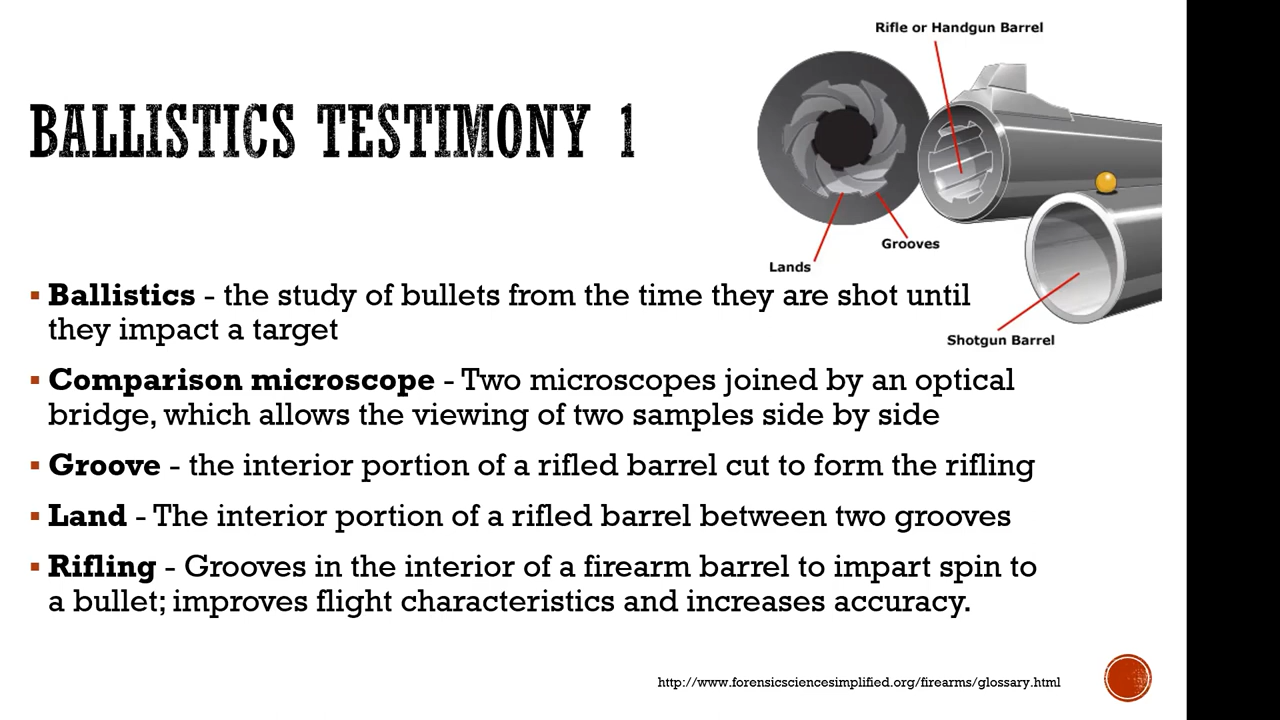 Rifle or Handgun Barrel
BALLISTICS TESTIMONY 1
Grooves
Lands
Shotgun Barrel
▪ Ballistics - the study of bullets from the time they are shot until
they impact a target
▪ Comparison microscope - Two microscopes joined by an optical
bridge, which allows the viewing of two samples side by side
▪ Groove - the interior portion of a rifled barrel cut to form the rifling
▪ Land - The interior portion of a rifled barrel between two grooves
▪ Rifling - Grooves in the interior of a firearm barrel to impart spin to
a bullet; improves flight characteristics and increases accuracy.
http://www.forensicsciencesimplified.org/firearms/glossary.html